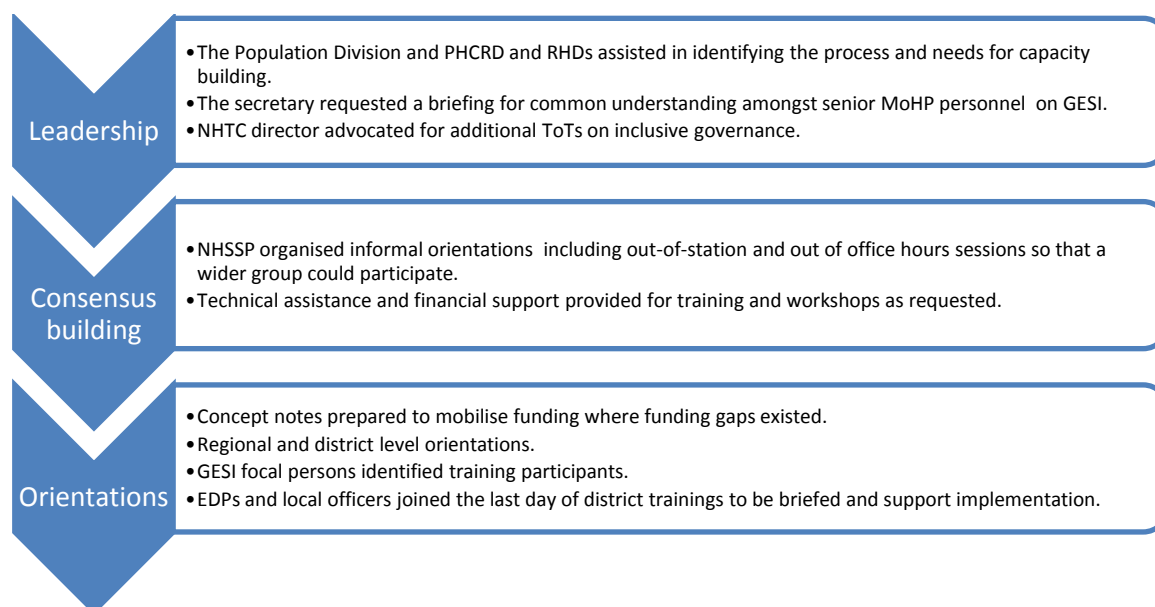 Leadership
•The Population Division and PHCRD and RHDs assisted in identifying the process and needs for capacity
building.
•The secretary requested a briefing for common understanding amongst senior MoHP personnel on GESI.
•NHTC director advocated for additional ToTs on inclusive governance.
Consensus
building
•NHSSP organised informal orientations including out-of-station and out of office hours sessions so that a
wider group could participate.
•Technical assistance and financial support provided for training and workshops as requested.
Orientations
•Concept notes prepared to mobilise funding where funding gaps existed.
•Regional and district level orientations.
•GESI focal persons identified training participants.
•EDPs and local officers joined the last day of district trainings to be briefed and support implementation.